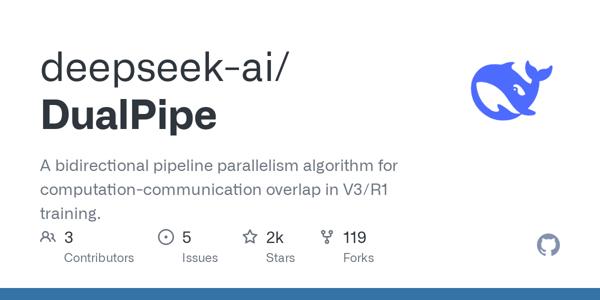 deepseek-ai/
DualPipe
A bidirectional pipeline parallelism algorithm for
computation-communication overlap in V3/R1
training.
3 5 2k 119
Contributors Issues Stars Forks